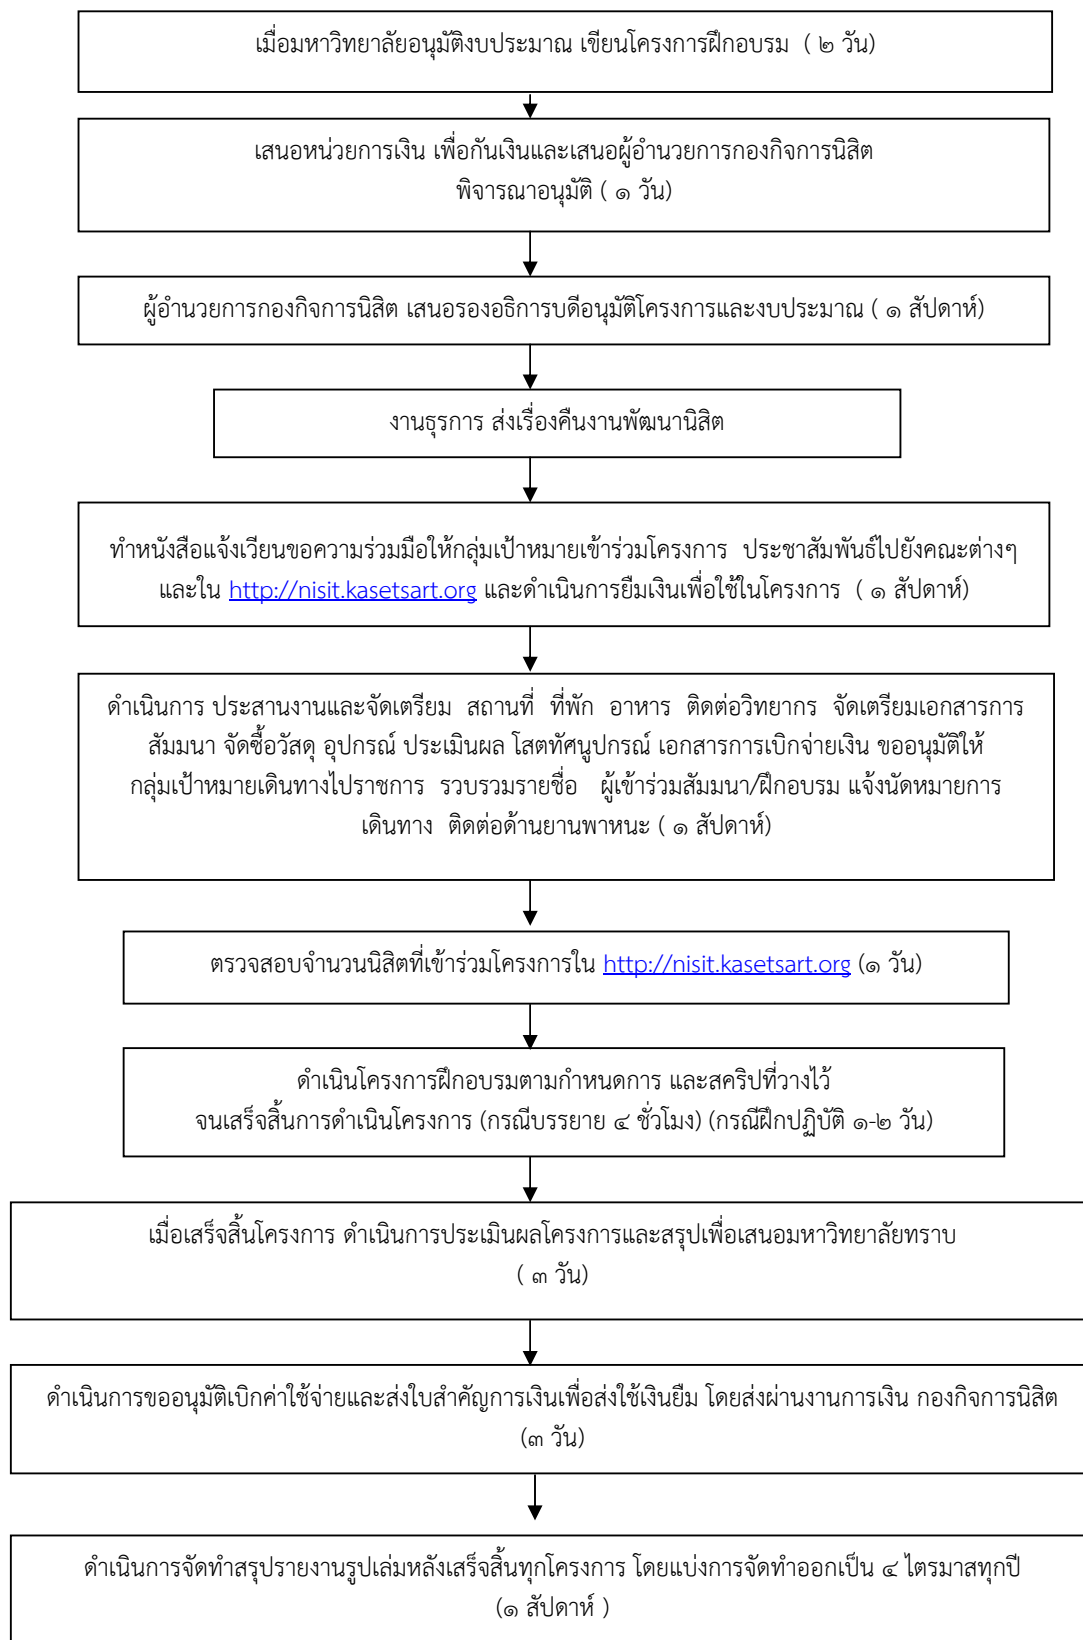 เมื่อมหาวิทยาลัยอนุมัติงบประมาณ เขียนโครงการฝึกอบรม ( ๒ วัน)
เสนอหน่วยการเงิน เพื่อกันเงินและเสนอผู้อำนวยการกองกิจการนิสิต
พิจารณาอนุมัติ ( ๑ วัน)
ผู้อำนวยการกองกิจการนิสิต เสนอรองอธิการบดีอนุมัติโครงการและงบประมาณ ( ๑ สัปดาห์)
งานธุรการ ส่งเรื่องคืนงานพัฒนานิสิต
ทำหนังสือแจ้งเวียนขอความร่วมมือให้กลุ่มเป้าหมายเข้าร่วมโครงการ ประชาสัมพันธ์ไปยังคณะต่างๆ
และใน http://nisit.kasetsart.org และดำเนินการยืมเงินเพื่อใช้ในโครงการ ( ๑ สัปดาห์)
ดำเนินการ ประสานงานและจัดเตรียม สถานที่ ที่พัก อาหาร ติดต่อวิทยากร จัดเตรียมเอกสารการ
สัมมนา จัดซื้อวัสดุ อุปกรณ์ ประเมินผล โสตทัศนูปกรณ์ เอกสารการเบิกจ่ายเงิน ขออนุมัติให้
กลุ่มเป้าหมายเดินทางไปราชการ รวบรวมรายชื่อ ผู้เข้าร่วมสัมมนา/ฝึกอบรม แจ้งนัดหมายการ
เดินทาง ติดต่อด้านยานพาหนะ ( ๑ สัปดาห์)
ตรวจสอบจำนวนนิสิตที่เข้าร่วมโครงการใน http://nisit.kasetsart.org (๑ วัน)
ดำเนินโครงการฝึกอบรมตามกำหนดการ และสคริปที่วางไว้
จนเสร็จสิ้นการดำเนินโครงการ (กรณีบรรยาย ๔ ชั่วโมง) (กรณีฝึกปฏิบัติ ๑-๒ วัน)
เมื่อเสร็จสิ้นโครงการ ดำเนินการประเมินผลโครงการและสรุปเพื่อเสนอมหาวิทยาลัยทราบ
( ๓ วัน)
ดำเนินการขออนุมัติเบิกค่าใช้จ่ายและส่งใบสำคัญการเงินเพื่อส่งใช้เงินยืม โดยส่งผ่านงานการเงิน กองกิจการนิสิต
(๓ วัน)
ดำเนินการจัดทำสรุปรายงานรูปเล่มหลังเสร็จสิ้นทุกโครงการ โดยแบ่งการจัดทำออกเป็น ๔ ไตรมาสทุกปี
(๑ สัปดาห์ )